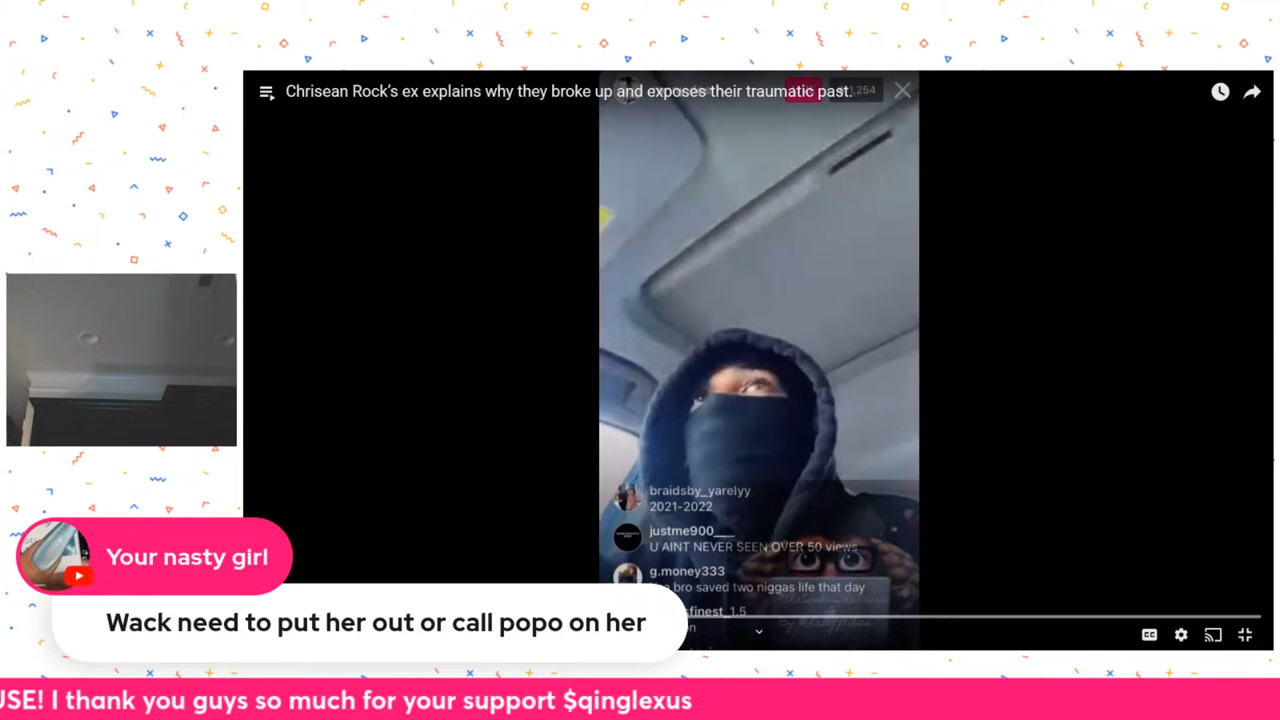 Chrisean Rock's ex explains why they broke up and exposes their traumatic past.
braidsby_yarelyy
2021-2022
justme900___
U AINT NEVER SEEN OVER 50 views
g.money333
bro saved two niggas life that day
sfinest_1.5
Your nasty girl
Wack need to put her out or call popo on her
USE! I thank you guys so much for your support $qinglexus